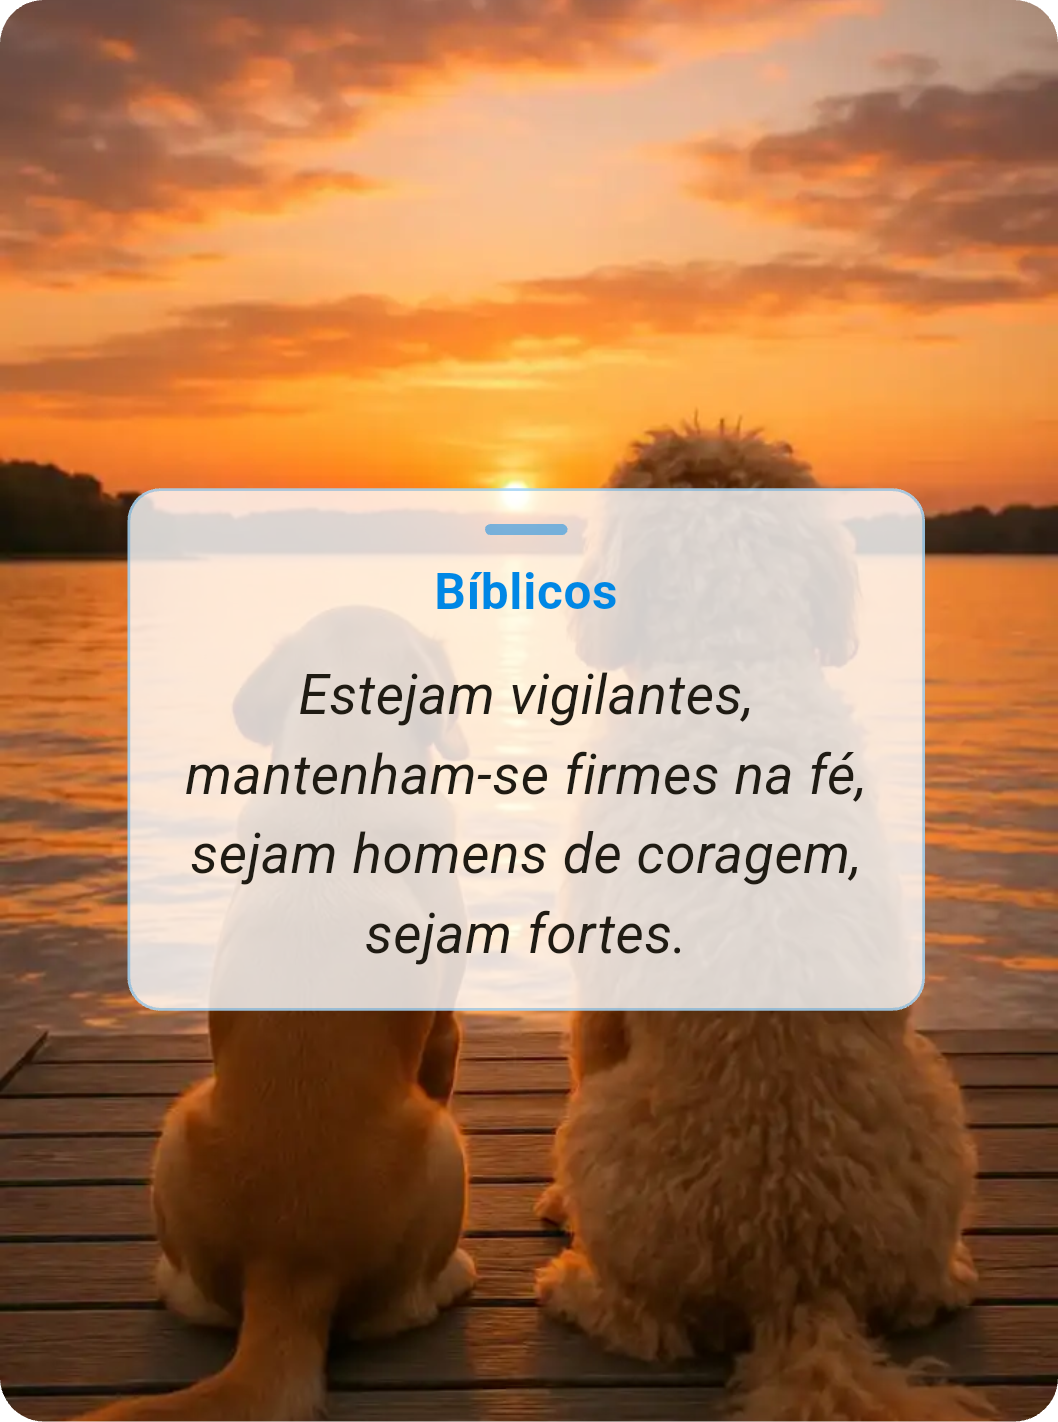 Bíblicos
Estejam vigilantes,
mantenham-se firmes na fé,
sejam homens de coragem,
sejam fortes.